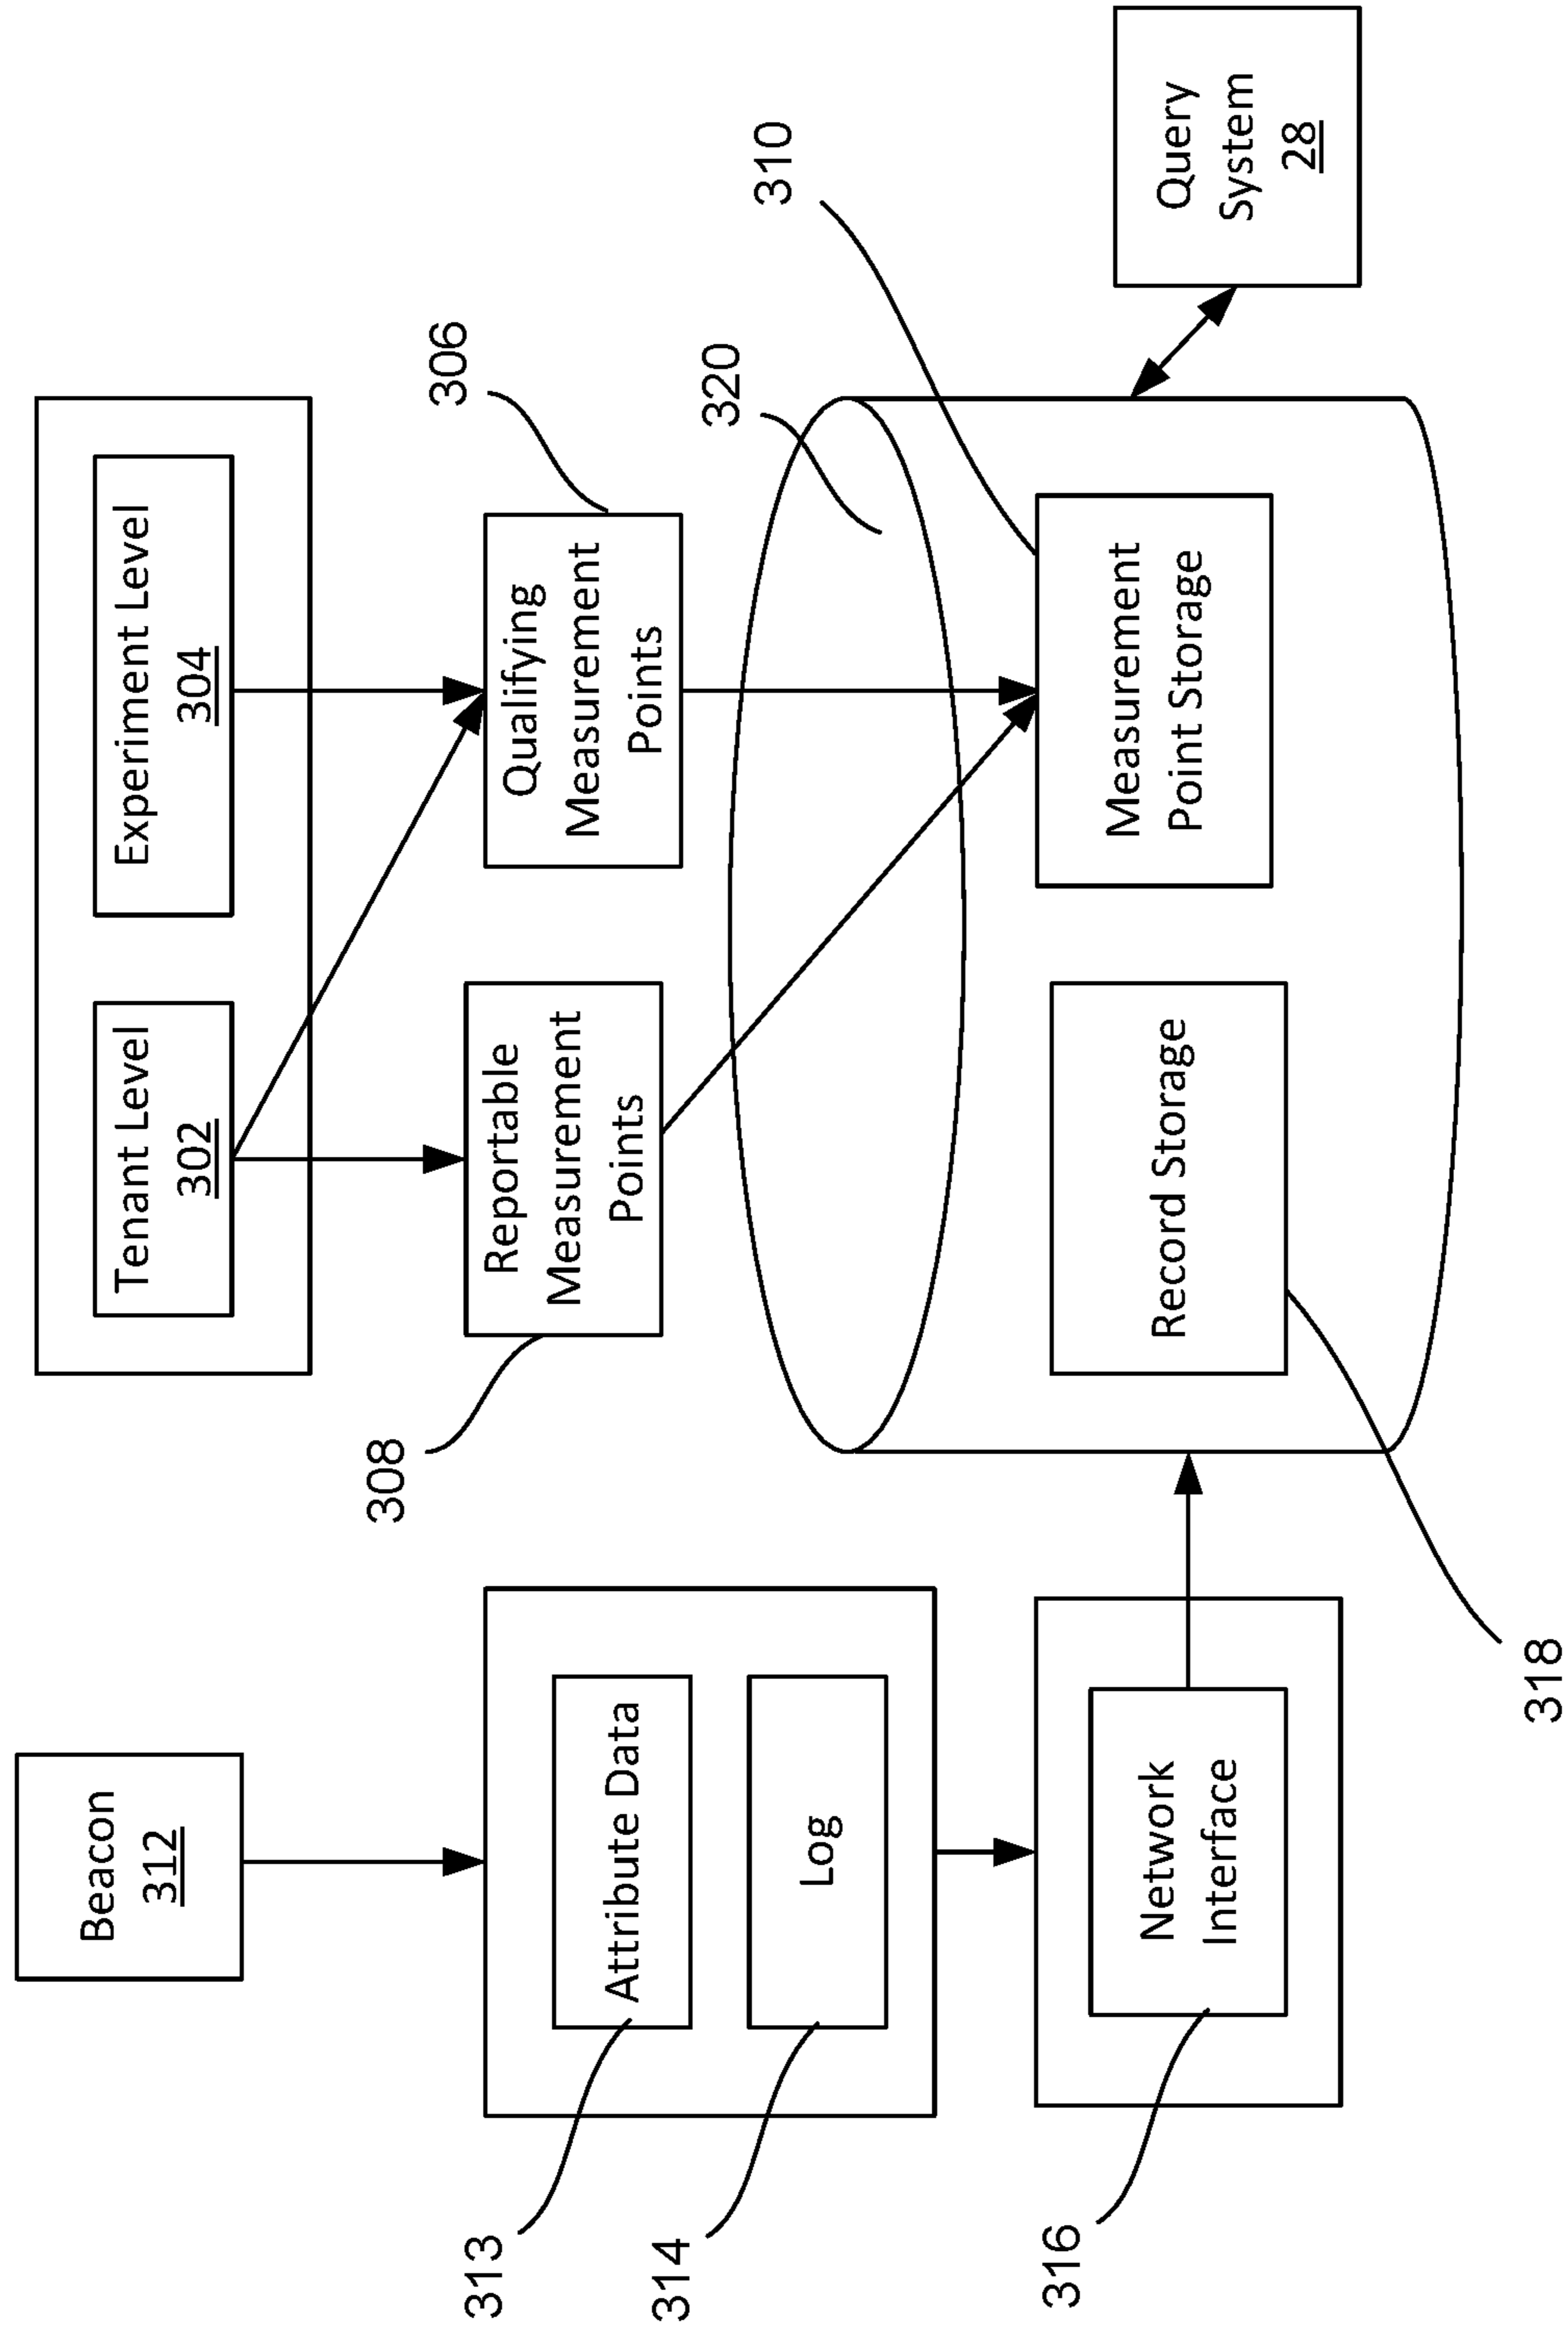 Beacon
312
Tenant Level
302
Experiment Level
304
313
Attribute Data
314
Log
308
Reportable
Measurement
Points
306
Qualifying
Measurement
Points
320
310
316
Network
Interface
Record Storage
318
Measurement
Point Storage
Query
System
28